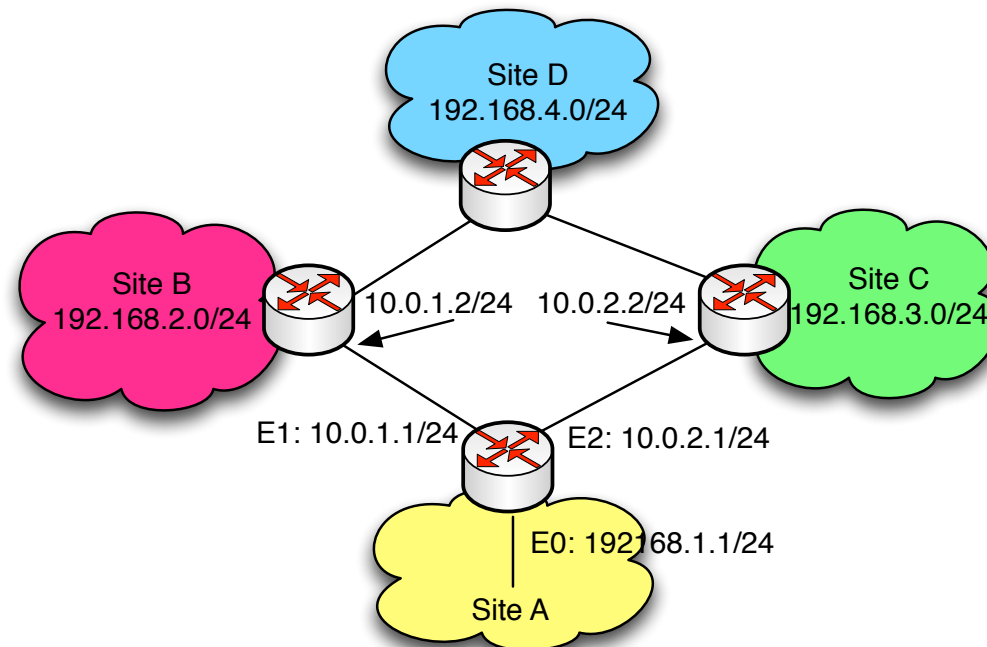 Site D
192.168.4.0/24
Site B
192.168.2.0/24
10.0.1.2/24
10.0.2.2/24
Site C
192.168.3.0/24
E1: 10.0.1.1/24
E2: 10.0.2.1/24
E0: 192168.1.1/24
Site A